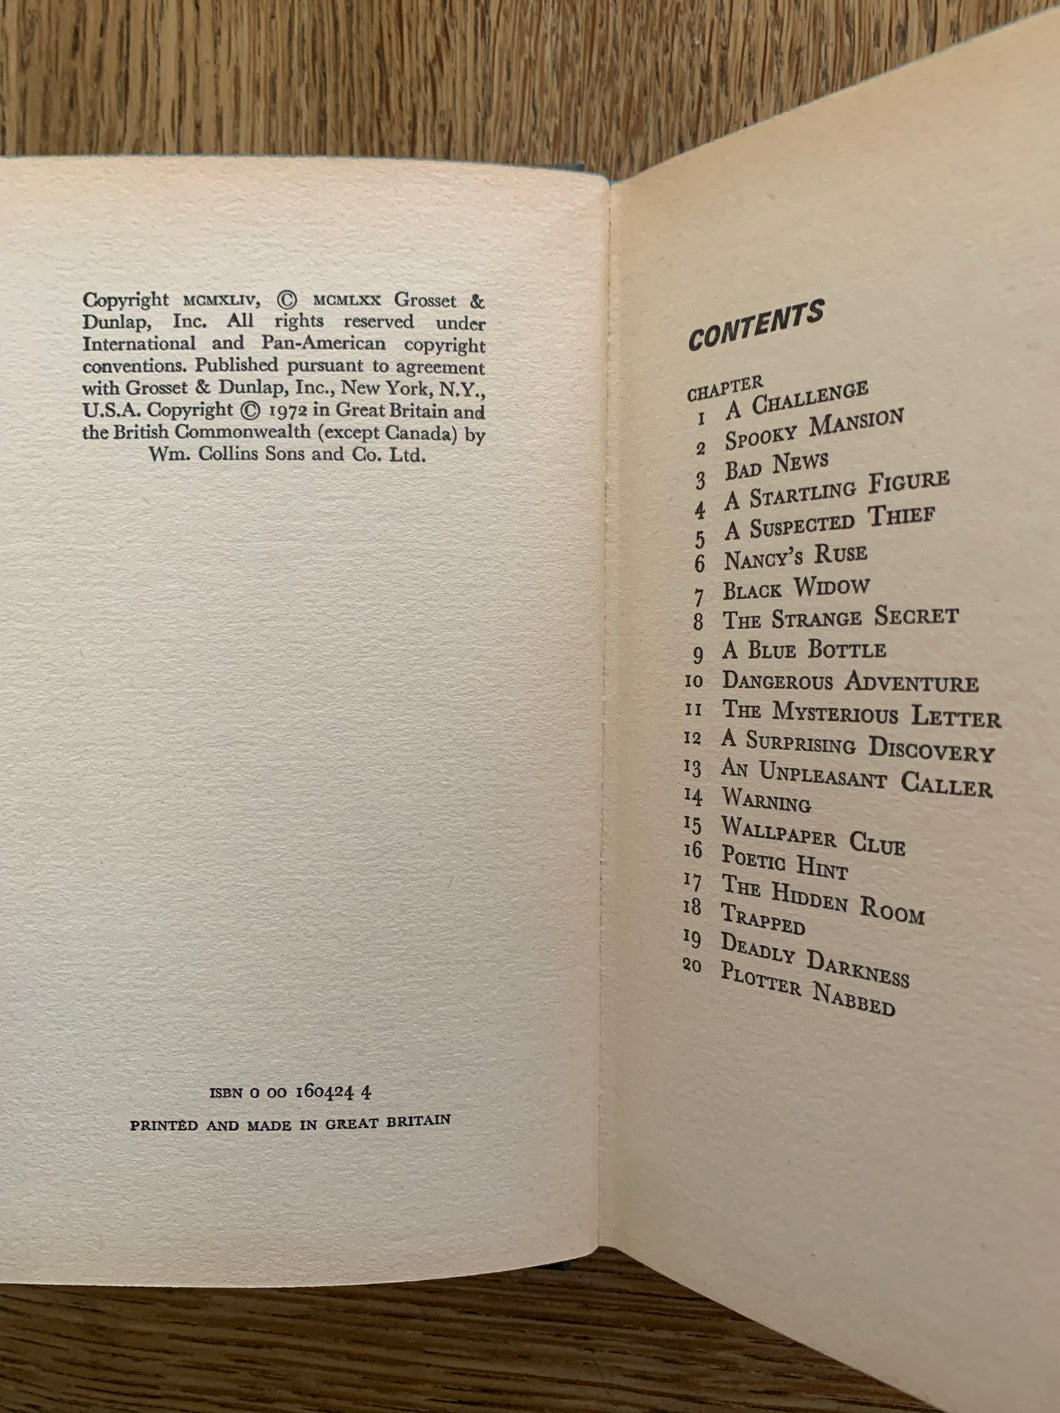 Copyright MCMXLIV, © MCMLXX Grosset &
Dunlap, Inc. All rights reserved under
International and Pan-American copyright
conventions. Published pursuant to agreement
with Grosset & Dunlap, Inc., New York, N.Y.,
U.S.A. Copyright © 1972 in Great Britain and
the British Commonwealth (except Canada) by
Wm. Collins Sons and Co. Ltd.
ISBN 0 00 160424 4
PRINTED AND MADE IN GREAT BRITAIN
CONTENTS
CHAPTER
1 A CHALLENGE
2 SPOOKY MANSION
3 BAD NEWS
4 A STARTLING FIGURE
5 A SUSPECTED THIEF
6 NANCY'S RUSE
7 BLACK WIDOW
8 THE STRANGE SECRET
9 A BLUE BOTTLE
10 DANGEROUS ADVENTURE
11 THE MYSTERIOUS LETTER
12 A SURPRISING DISCOVERY
13 AN UNPLEASANT CALLER
14 WARNING
15 WALLPAPER CLUE
16 POETIC HINT
17 THE HIDDEN ROOM
18 TRAPPED
19 DEADLY DARKNESS
20 PLOTTER NABBED